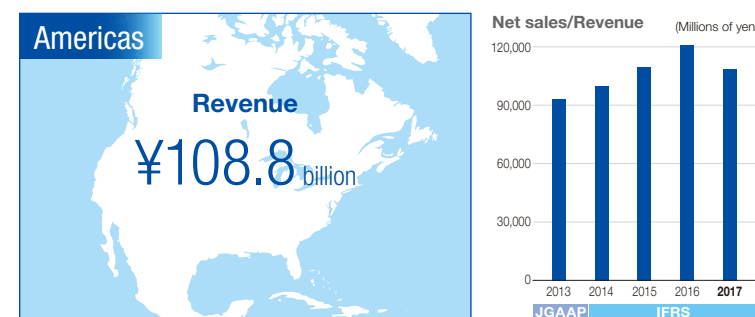 Americas
Revenue
¥108.8 billion
Net sales/Revenue
(Millions of yen
120,000
90,000
60,000
30,000
0
2013 2014 2015 2016 2017
JGAAP IFRS